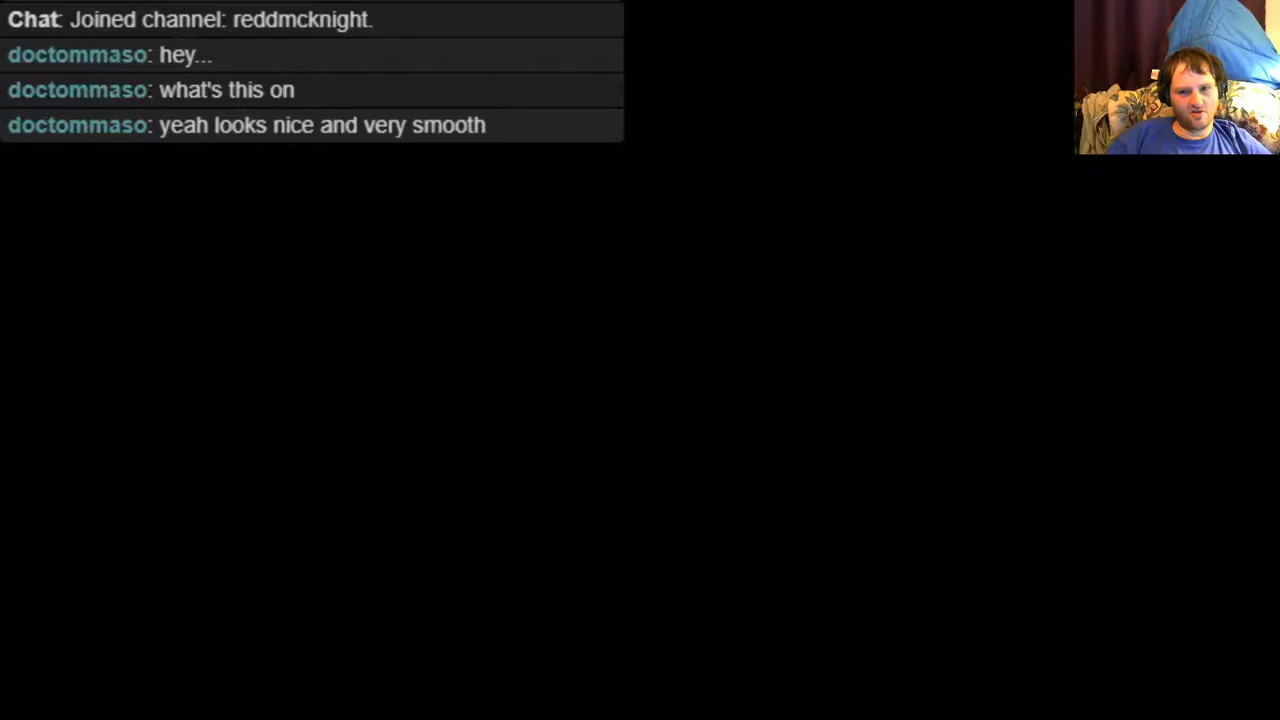 Chat: Joined channel: reddmcknight.
doctommaso: hey...
doctommaso: what's this on
doctommaso: yeah looks nice and very smooth